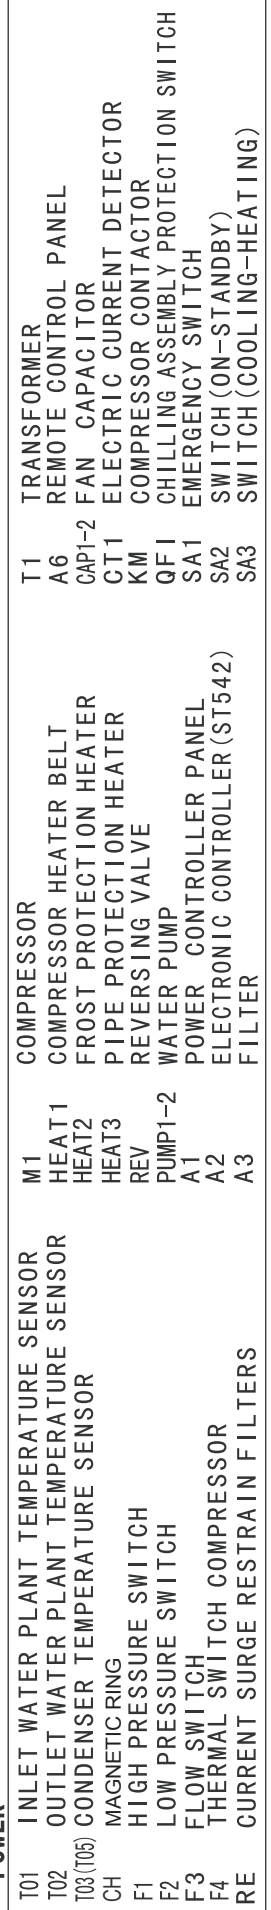 T01 INLET WATER PLANT TEMPERATURE SENSOR
T02 OUTLET WATER PLANT TEMPERATURE SENSOR
T03(T05) CONDENSER TEMPERATURE SENSOR
CH MAGNETIC RING
F1 HIGH PRESSURE SWITCH
F2 LOW PRESSURE SWITCH
F3 FLOW SWITCH
F4 THERMAL SWITCH COMPRESSOR
RE CURRENT SURGE RESTRAIN FILTERS
M1 COMPRESSOR
HEAT1 COMPRESSOR HEATER BELT
HEAT2 FROST PROTECTION HEATER
HEAT3 PIPE PROTECTION HEATER
REV REVERSING VALVE
PUMP1-2 WATER PUMP
A1 POWER CONTROLLER PANEL
A2 ELECTRONIC CONTROLLER(ST542)
A3 FILTER
T1 TRANSFORMER
A6 REMOTE CONTROL PANEL
CAP1-2 FAN CAPACITOR
CT1 ELECTRIC CURRENT DETECTOR
KM COMPRESSOR CONTACTOR
QFI CHILLING ASSEMBLY PROTECTION SWITCH
SA1 EMERGENCY SWITCH
SA2 SWITCH(ON-STANDBY)
SA3 SWITCH(COOLING-HEATING)